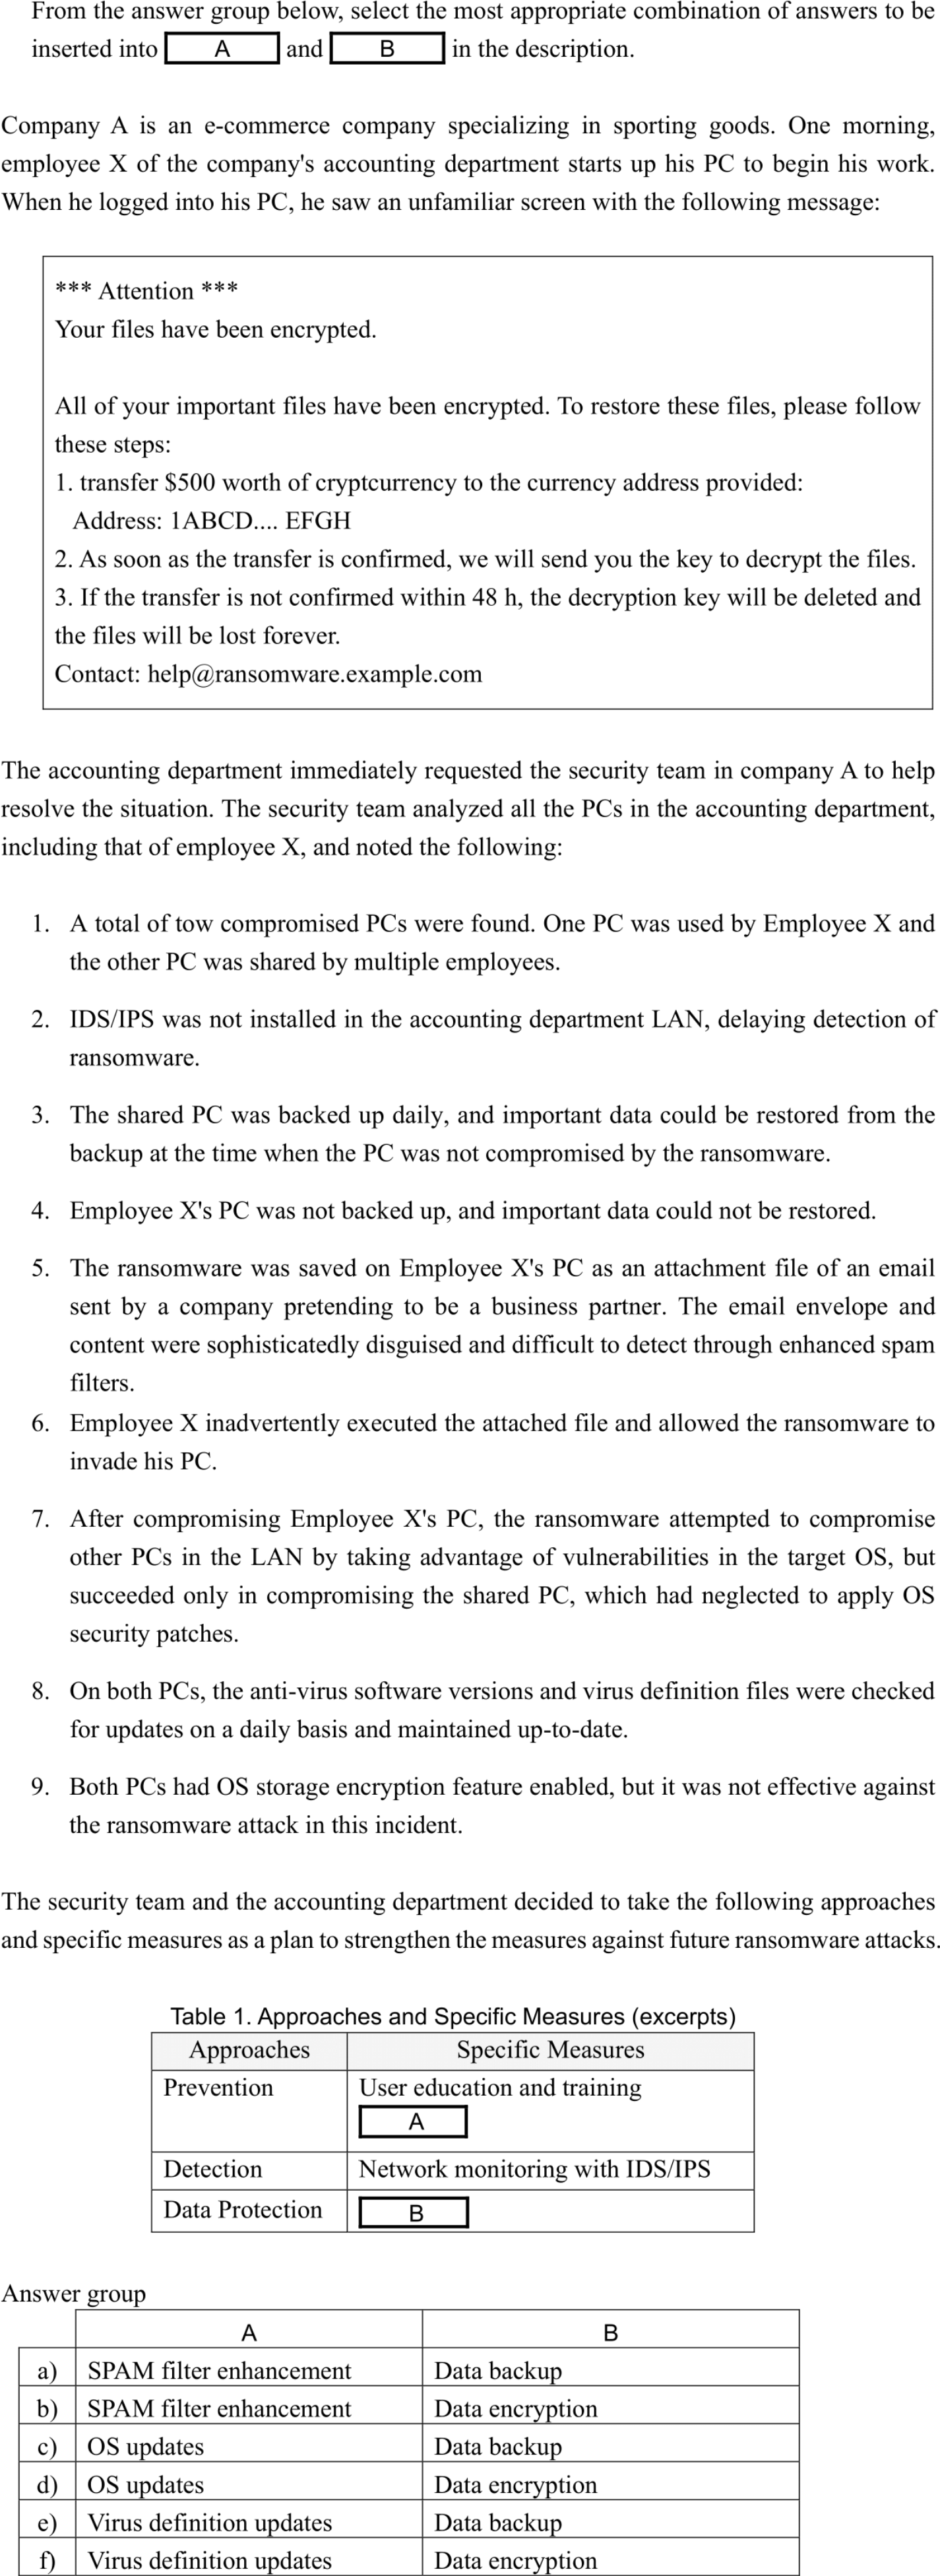 From the answer group below, select the most appropriate combination of answers to be
inserted into A and B in the description.
Company A is an e-commerce company specializing in sporting goods. One morning,
employee X of the company's accounting department starts up his PC to begin his work.
When he logged into his PC, he saw an unfamiliar screen with the following message:
*** Attention ***
Your files have been encrypted.
All of your important files have been encrypted. To restore these files, please follow
these steps:
1. transfer $500 worth of cryptcurrency to the currency address provided:
Address: 1ABCD.... EFGH
2. As soon as the transfer is confirmed, we will send you the key to decrypt the files.
3. If the transfer is not confirmed within 48 h, the decryption key will be deleted and
the files will be lost forever.
Contact: help@ransomware.example.com
The accounting department immediately requested the security team in company A to help
resolve the situation. The security team analyzed all the PCs in the accounting department,
including that of employee X, and noted the following:
1. A total of tow compromised PCs were found. One PC was used by Employee X and
the other PC was shared by multiple employees.
2. IDS/IPS was not installed in the accounting department LAN, delaying detection of
ransomware.
3. The shared PC was backed up daily, and important data could be restored from the
backup at the time when the PC was not compromised by the ransomware.
4. Employee X's PC was not backed up, and important data could not be restored.
5. The ransomware was saved on Employee X's PC as an attachment file of an email
sent by a company pretending to be a business partner. The email envelope and
content were sophisticatedly disguised and difficult to detect through enhanced spam
filters.
6. Employee X inadvertently executed the attached file and allowed the ransomware to
invade his PC.
7. After compromising Employee X's PC, the ransomware attempted to compromise
other PCs in the LAN by taking advantage of vulnerabilities in the target OS, but
succeeded only in compromising the shared PC, which had neglected to apply OS
security patches.
8. On both PCs, the anti-virus software versions and virus definition files were checked
for updates on a daily basis and maintained up-to-date.
9. Both PCs had OS storage encryption feature enabled, but it was not effective against
the ransomware attack in this incident.
The security team and the accounting department decided to take the following approaches
and specific measures as a plan to strengthen the measures against future ransomware attacks.
Table 1. Approaches and Specific Measures (excerpts)
Approaches Specific Measures
Prevention User education and training
A
Detection Network monitoring with IDS/IPS
Data Protection B
Answer group
A B
a) SPAM filter enhancement Data backup
b) SPAM filter enhancement Data encryption
c) OS updates Data backup
d) OS updates Data encryption
e) Virus definition updates Data backup
f) Virus definition updates Data encryption